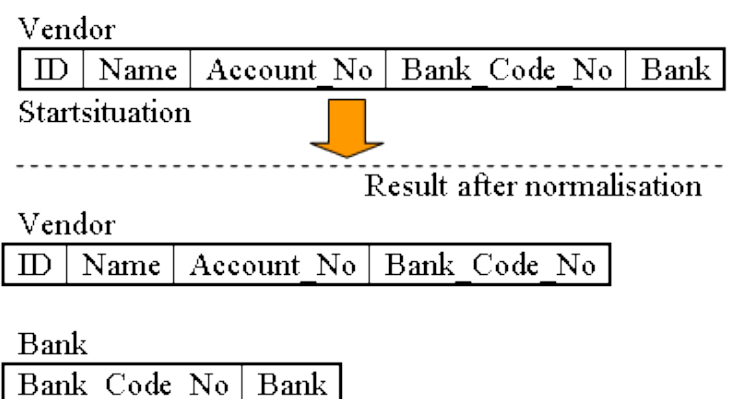 Vendor
ID Name Account_No Bank_Code_No Bank
Startsituation
Result after normalisation
Vendor
ID Name Account_No Bank_Code_No
Bank
Bank_Code_No Bank